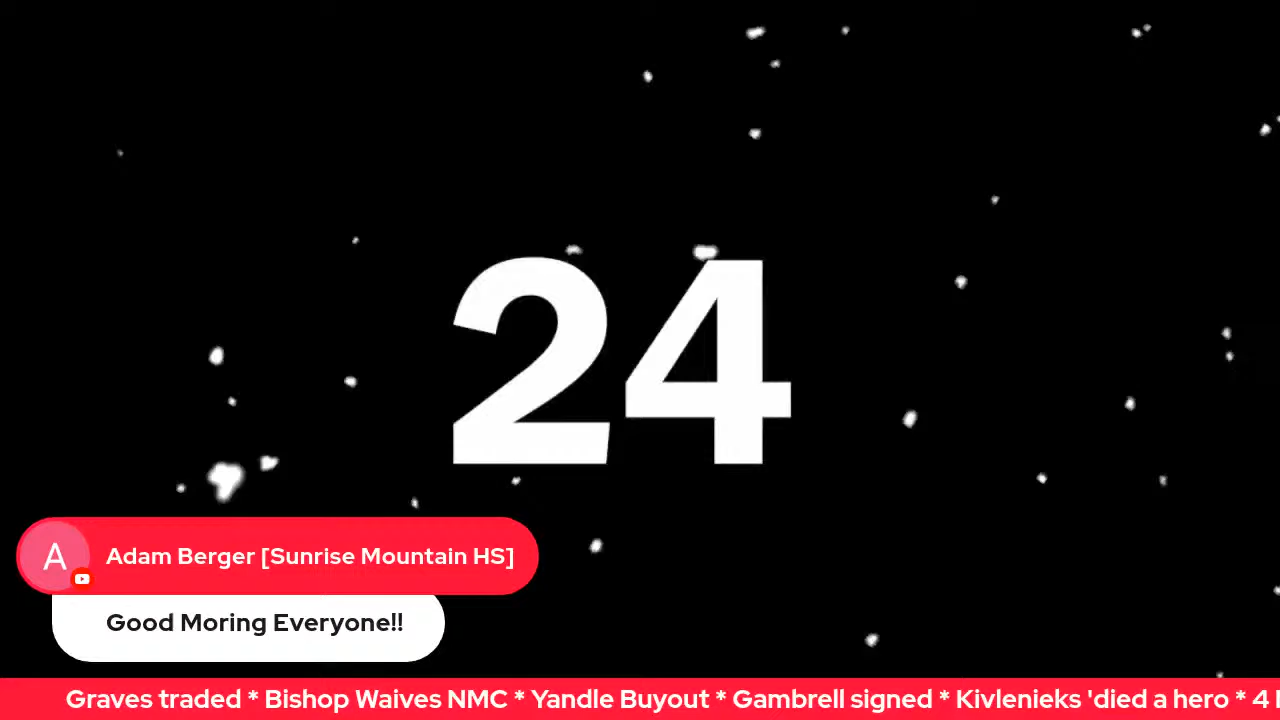 24
A
Adam Berger [Sunrise Mountain HS]
Good Moring Everyone!!
Graves traded * Bishop Waives NMC * Yandle Buyout * Gambrell signed * Kivlenieks 'died a hero * 4